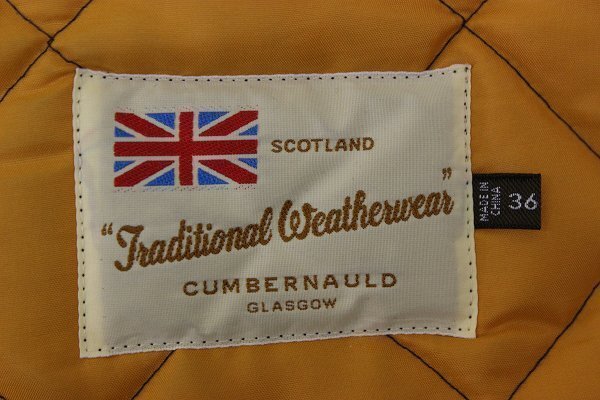 SCOTLAND
"Traditional Weatherwear"
CUMBERNAULD
GLASGOW
MADE IN
CHINA
36